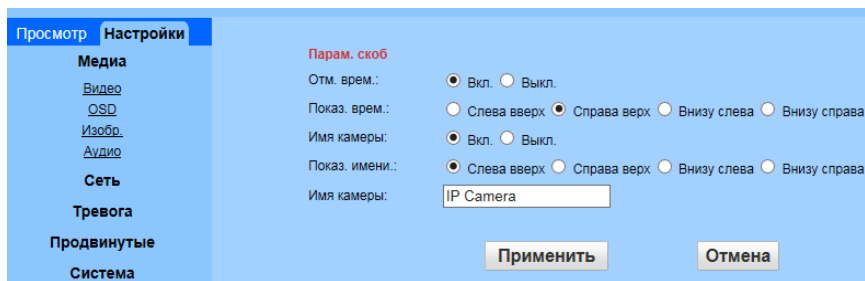 Просмотр Настройки
Медиа
Видео
OSD
Изобр.
Аудио
Сеть
Тревога
Продвинутые
Система
Парам. скоб
Отм. врем.: Вкл. Выкл.
Показ. врем.: Слева вверх Справа верх Внизу слева Внизу справа
Имя камеры: Вкл. Выкл.
Показ. имени.: Слева вверх Справа верх Внизу слева Внизу справа
Имя камеры: IP Camera
Применить Отмена